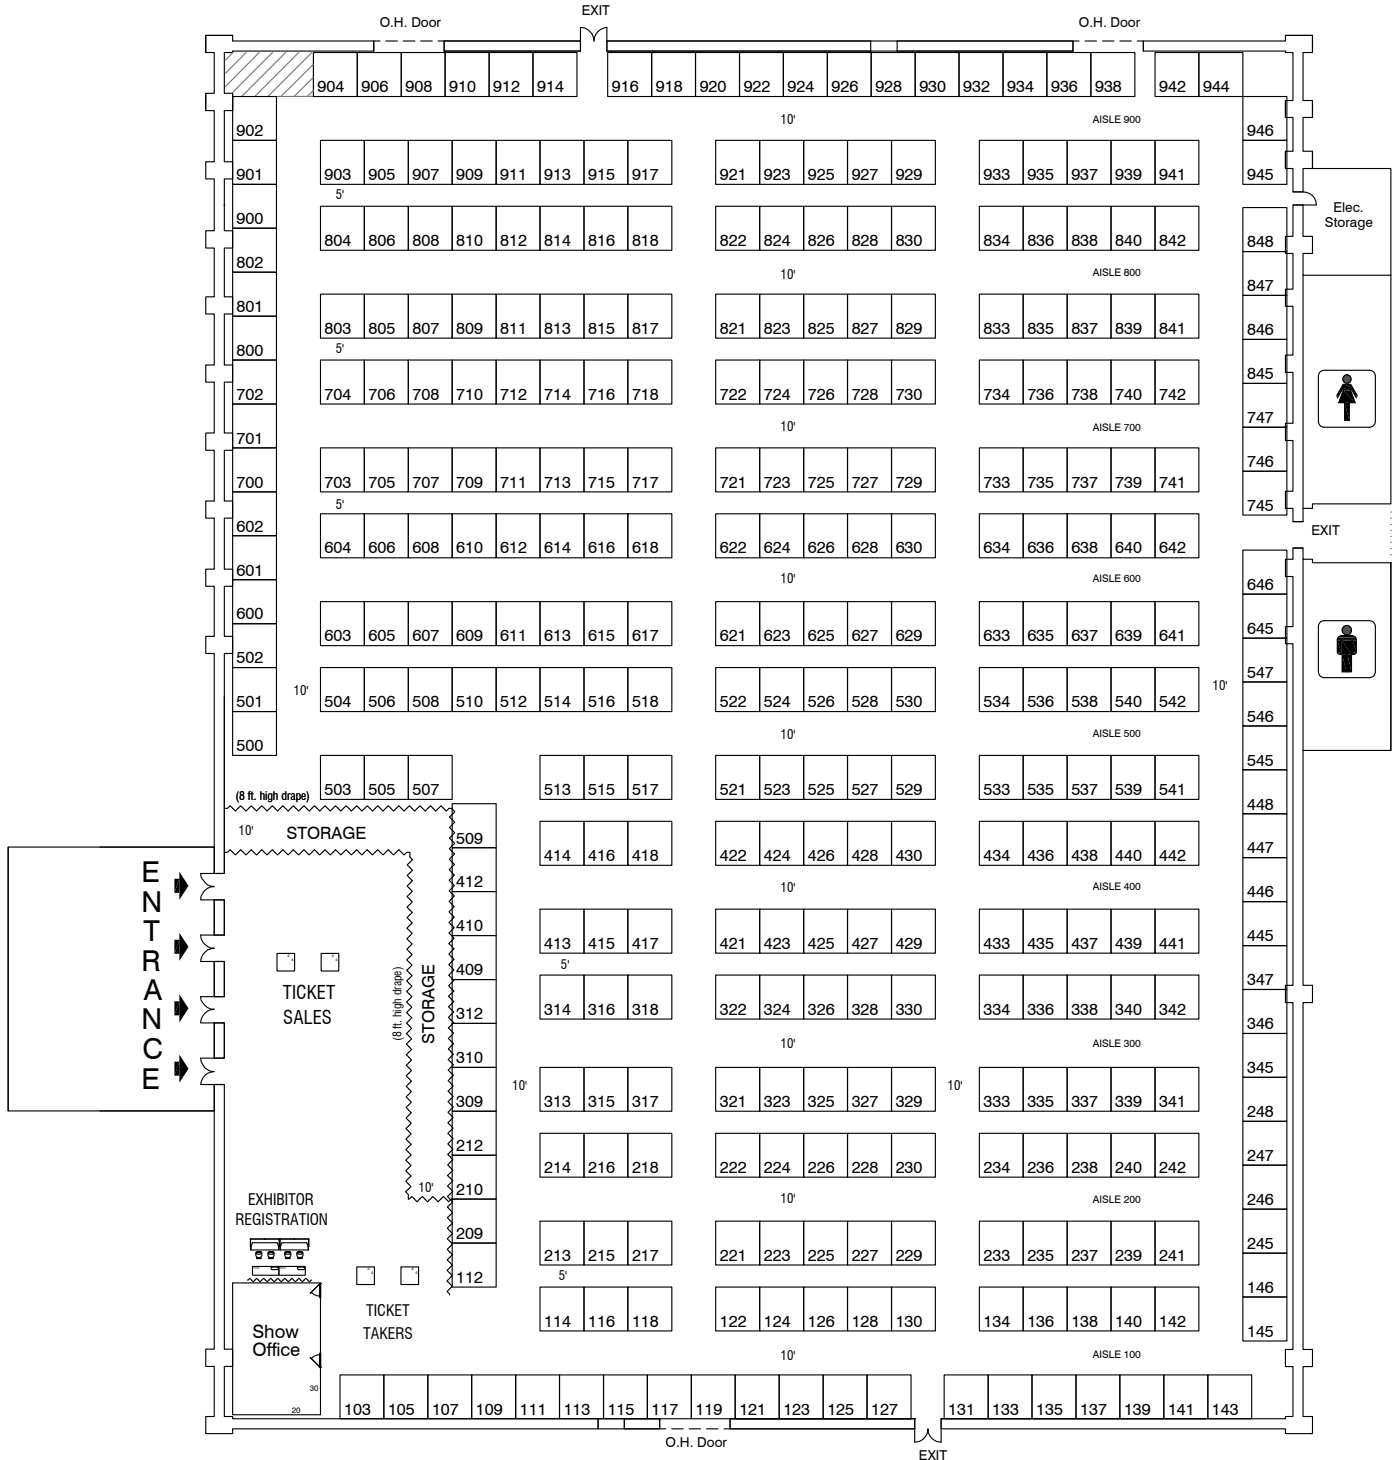 EXIT
O.H. Door O.H. Door
904 906 908 910 912 914 916 918 920 922 924 926 928 930 932 934 936 938 942 944
10' AISLE 900
902 946
901 903 905 907 909 911 913 915 917 921 923 925 927 929 933 935 937 939 941 945
5'
Elec.
Storage
900
804 806 808 810 812 814 816 818 822 824 826 828 830 834 836 838 840 842 848
802 10' AISLE 800
847
801
803 805 807 809 811 813 815 817 821 823 825 827 829 833 835 837 839 841 846
800 5'
845
702 704 706 708 710 712 714 716 718 722 724 726 728 730 734 736 738 740 742
747
10' AISLE 700
701
746
700 703 705 707 709 711 713 715 717 721 723 725 727 729 733 735 737 739 741
5' 745
602 EXIT
604 606 608 610 612 614 616 618 622 624 626 628 630 634 636 638 640 642
601 10' AISLE 600
646
600
603 605 607 609 611 613 615 617 621 623 625 627 629 633 635 637 639 641 645
502
547
501 10' 504 506 508 510 512 514 516 518 522 524 526 528 530 534 536 538 540 542 10'
546
10' AISLE 500
500
545
503 505 507 513 515 517 521 523 525 527 529 533 535 537 539 541
(8 ft. high drape)
448
10' STORAGE
509
447
414 416 418 422 424 426 428 430 434 436 438 440 442
ENTRANCE
412
10' AISLE 400
446
410
445
413 415 417 421 423 425 427 429 433 435 437 439 441
5'
409
347
TICKET
SALES
(8 ft. high drape)
STORAGE
312 314 316 318 322 324 326 328 330 334 336 338 340 342
346
10' AISLE 300
310
345
10' 10'
309 313 315 317 321 323 325 327 329 333 335 337 339 341
248
212
247
214 216 218 222 224 226 228 230 234 236 238 240 242
10' 210
10' AISLE 200
246
EXHIBITOR
REGISTRATION
209
245
213 215 217 221 223 225 227 229 233 235 237 239 241
5'
112
146
TICKET
TAKERS
114 116 118 122 124 126 128 130 134 136 138 140 142
145
Show
Office
10' AISLE 100
30
20
103 105 107 109 111 113 115 117 119 121 123 125 127 131 133 135 137 139 141 143
O.H. Door
EXIT